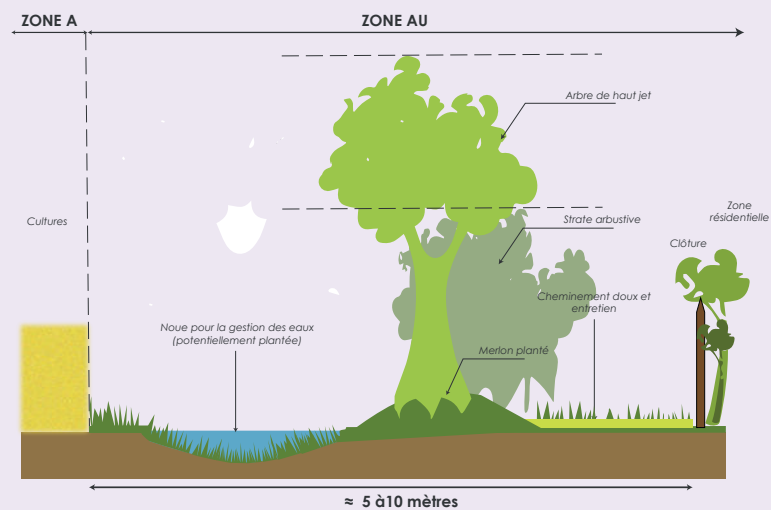 ZONE A
ZONE AU
Arbre de haut jet
Cultures
Strate arbustive
Zone
résidentielle
Clôture
Cheminement doux et
entretien
Noue pour la gestion des eaux
(potentiellement plantée)
Merlon planté
≈ 5 à10 mètres